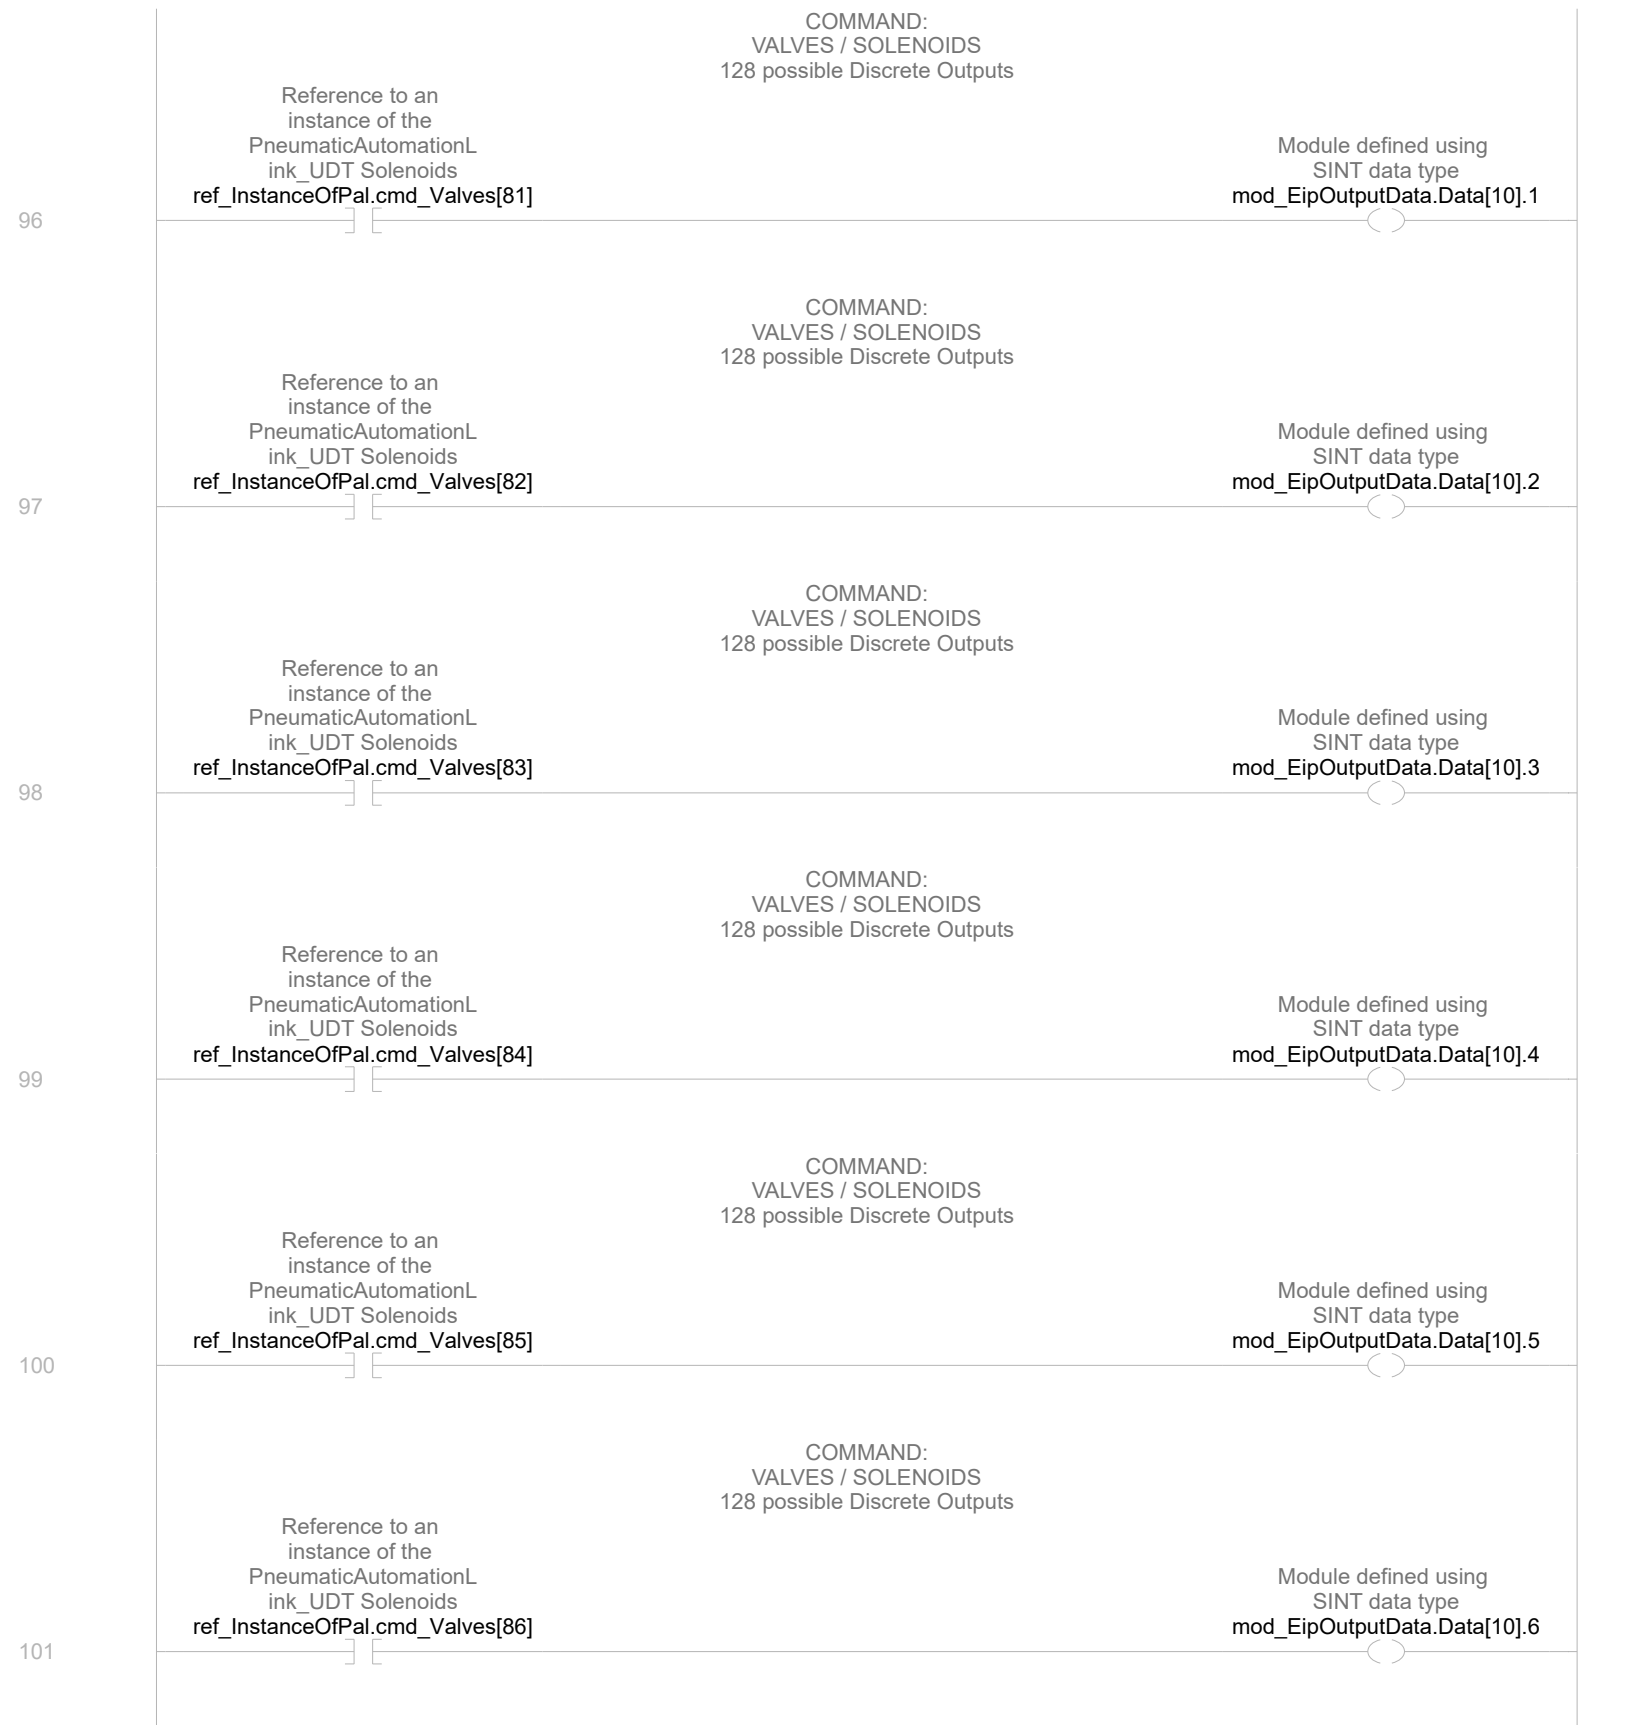 COMMAND:
VALVES / SOLENOIDS
128 possible Discrete Outputs
Reference to an
instance of the
PneumaticAutomationL
ink_UDT Solenoids
ref_InstanceOfPal.cmd_Valves[81]
Module defined using
SINT data type
mod_EipOutputData.Data[10].1
96
COMMAND:
VALVES / SOLENOIDS
128 possible Discrete Outputs
Reference to an
instance of the
PneumaticAutomationL
ink_UDT Solenoids
ref_InstanceOfPal.cmd_Valves[82]
Module defined using
SINT data type
mod_EipOutputData.Data[10].2
97
COMMAND:
VALVES / SOLENOIDS
128 possible Discrete Outputs
Reference to an
instance of the
PneumaticAutomationL
ink_UDT Solenoids
ref_InstanceOfPal.cmd_Valves[83]
Module defined using
SINT data type
mod_EipOutputData.Data[10].3
98
COMMAND:
VALVES / SOLENOIDS
128 possible Discrete Outputs
Reference to an
instance of the
PneumaticAutomationL
ink_UDT Solenoids
ref_InstanceOfPal.cmd_Valves[84]
Module defined using
SINT data type
mod_EipOutputData.Data[10].4
99
COMMAND:
VALVES / SOLENOIDS
128 possible Discrete Outputs
Reference to an
instance of the
PneumaticAutomationL
ink_UDT Solenoids
ref_InstanceOfPal.cmd_Valves[85]
Module defined using
SINT data type
mod_EipOutputData.Data[10].5
100
COMMAND:
VALVES / SOLENOIDS
128 possible Discrete Outputs
Reference to an
instance of the
PneumaticAutomationL
ink_UDT Solenoids
ref_InstanceOfPal.cmd_Valves[86]
Module defined using
SINT data type
mod_EipOutputData.Data[10].6
101